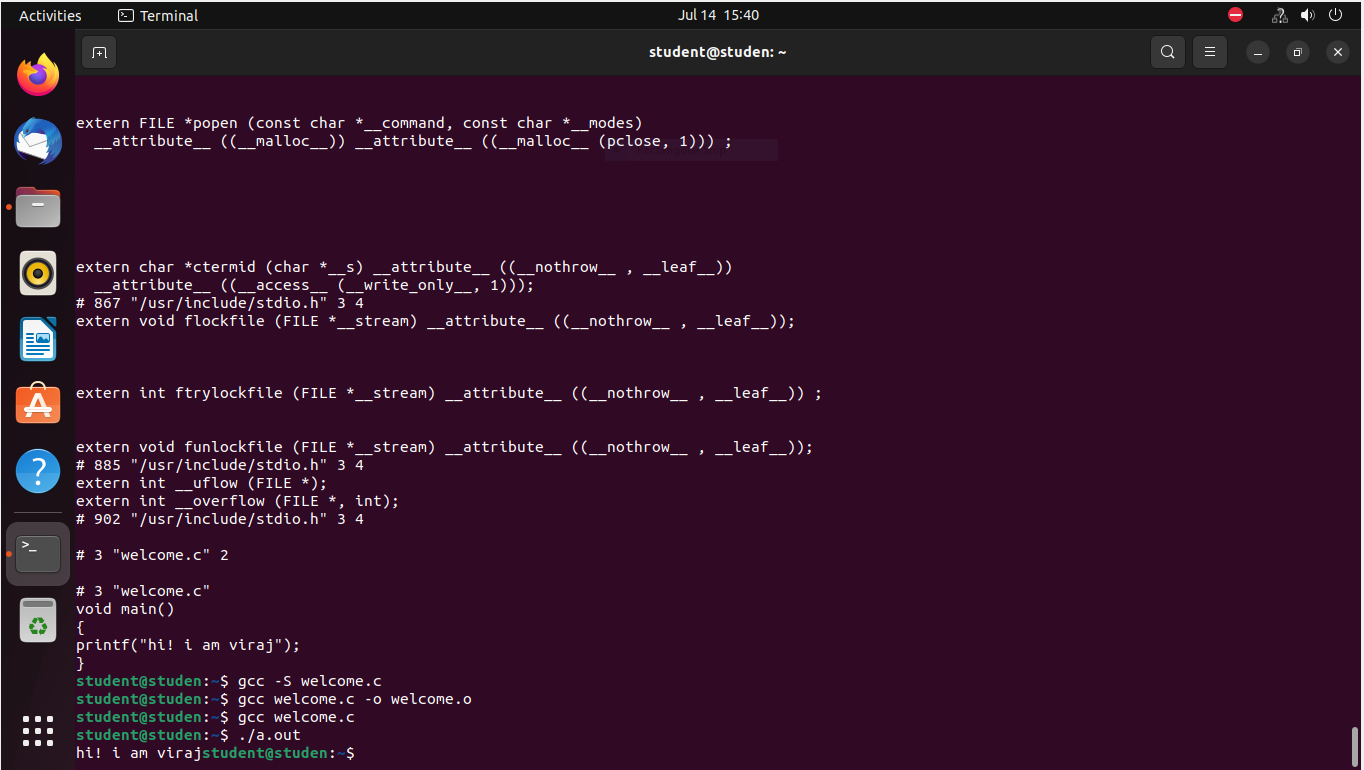 Activities
Terminal
Jul 14 15:40
student@studen: ~
extern FILE *popen (const char *__command, const char *__modes)
  __attribute__ ((__malloc__)) __attribute__ ((__malloc__ (pclose, 1))) ;
extern char *ctermid (char *__s) __attribute__ ((__nothrow__ , __leaf__))
  __attribute__ ((__access__ (__write_only__, 1)));
# 867 "/usr/include/stdio.h" 3 4
extern void flockfile (FILE *__stream) __attribute__ ((__nothrow__ , __leaf__));
extern int ftrylockfile (FILE *__stream) __attribute__ ((__nothrow__ , __leaf__)) ;
extern void funlockfile (FILE *__stream) __attribute__ ((__nothrow__ , __leaf__));
# 885 "/usr/include/stdio.h" 3 4
extern int __uflow (FILE *);
extern int __overflow (FILE *, int);
# 902 "/usr/include/stdio.h" 3 4
# 3 "welcome.c" 2
# 3 "welcome.c"
void main()
{
printf("hi! i am viraj");
}
student@studen:~$ gcc -S welcome.c
student@studen:~$ gcc welcome.c -o welcome.o
student@studen:~$ gcc welcome.c
student@studen:~$ ./a.out
hi! i am virajstudent@studen:~$